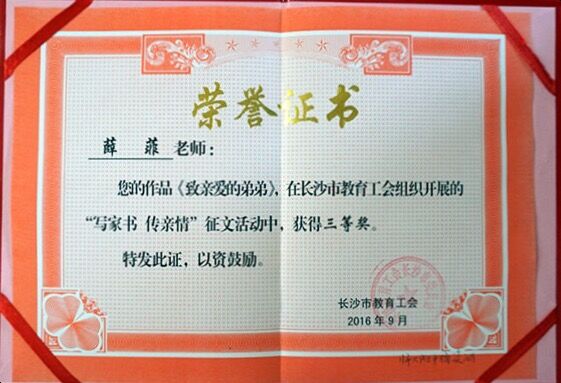 荣誉证书
薛 菲 老师：
您的作品《致亲爱的弟弟》，在长沙市教育工会组织开展的
“写家书 传亲情”征文活动中，获得三等奖。
特发此证，以资鼓励。
长沙市教育工会
2016年9月